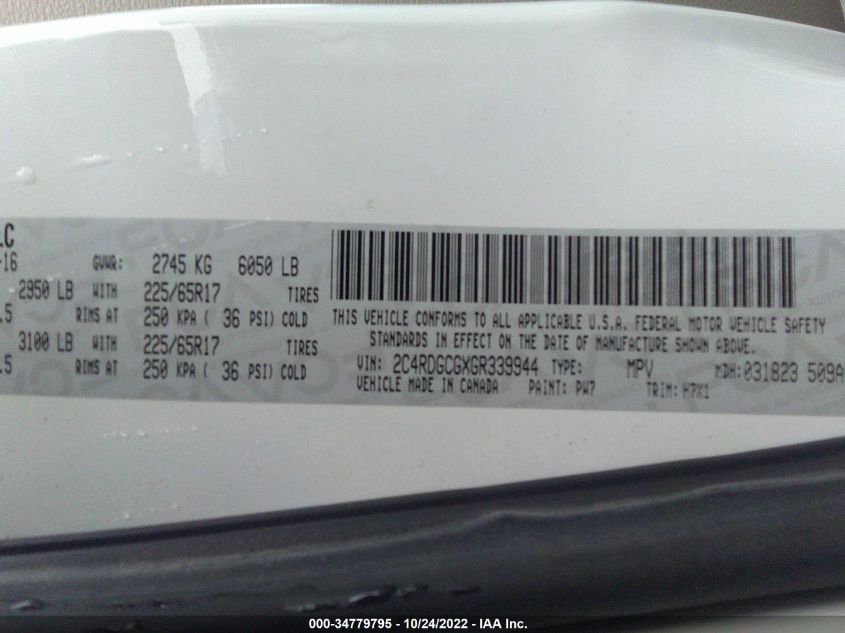 LC
-16 GVWR: 2745 KG 6050 LB
2950 LB WITH 225/65R17 TIRES
.5 RIMS AT 250 KPA ( 36 PSI) COLD
3100 LB WITH 225/65R17 TIRES
.5 RIMS AT 250 KPA ( 36 PSI) COLD
THIS VEHICLE CONFORMS TO ALL APPLICABLE U.S.A. FEDERAL MOTOR VEHICLE SAFETY
STANDARDS IN EFFECT ON THE DATE OF MANUFACTURE SHOWN ABOVE.
VIN: 2C4RDGCGXGR339944 TYPE: MPV MDH: 031823 509A
VEHICLE MADE IN CANADA PAINT: PW7 TRIM: H7X1
000-34779795 - 10/24/2022 - IAA Inc.